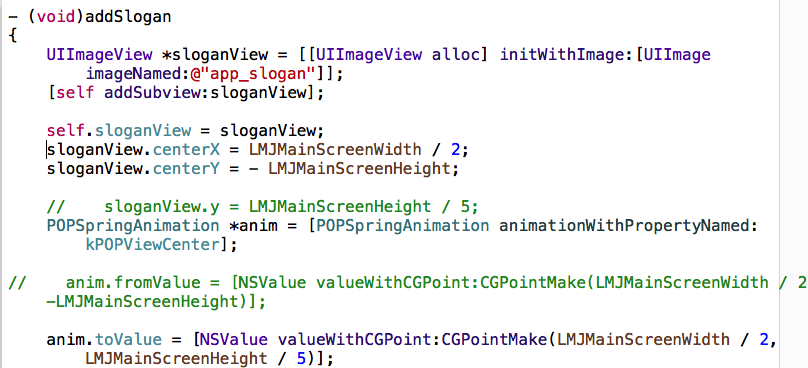 - (void)addSlogan
{
    UIImageView *sloganView = [[UIImageView alloc] initWithImage:[UIImage
        imageNamed:@"app_slogan"]];
    [self addSubview:sloganView];

    self.sloganView = sloganView;
    sloganView.centerX = LMJMainScreenWidth / 2;
    sloganView.centerY = - LMJMainScreenHeight;

    //    sloganView.y = LMJMainScreenHeight / 5;
    POPSpringAnimation *anim = [POPSpringAnimation animationWithPropertyNamed:
        kPOPViewCenter];

//    anim.fromValue = [NSValue valueWithCGPoint:CGPointMake(LMJMainScreenWidth / 2
    -LMJMainScreenHeight)];

    anim.toValue = [NSValue valueWithCGPoint:CGPointMake(LMJMainScreenWidth / 2,
        LMJMainScreenHeight / 5)];